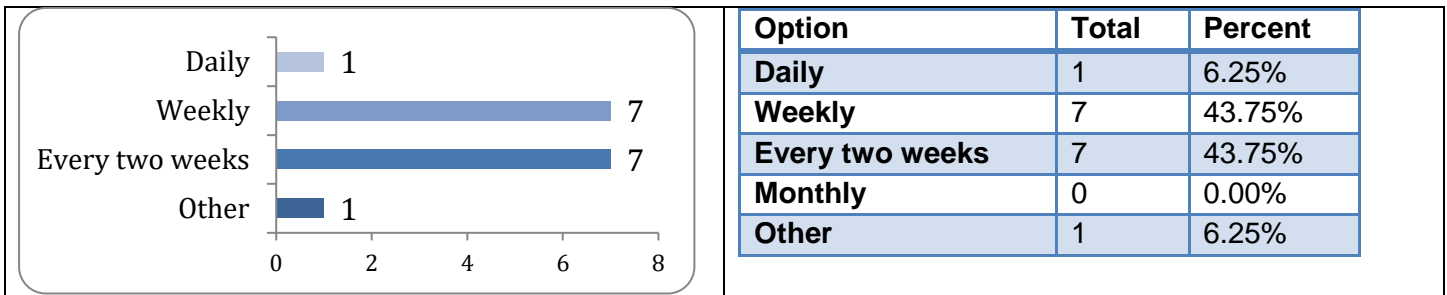 Daily 1
Weekly 7
Every two weeks 7
Other 1
0 2 4 6 8
Option Total Percent
Daily 1 6.25%
Weekly 7 43.75%
Every two weeks 7 43.75%
Monthly 0 0.00%
Other 1 6.25%